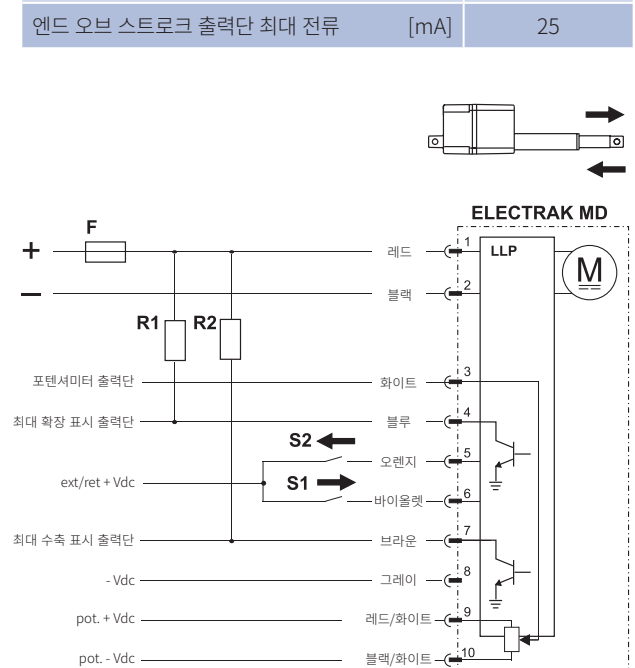 엔드 오브 스트로크 출력단 최대 전류 [mA] 25
ELECTRAK MD
F
+ 레드 1 LLP
M
− 블랙 2
R1 R2
포텐셔미터 출력단 화이트 3
최대 확장 표시 출력단 블루 4
S2
오렌지 5
ext/ret + Vdc S1
바이올렛 6
최대 수축 표시 출력단 브라운 7
- Vdc 그레이 8
pot. + Vdc 레드/화이트 9
pot. - Vdc 블랙/화이트 10